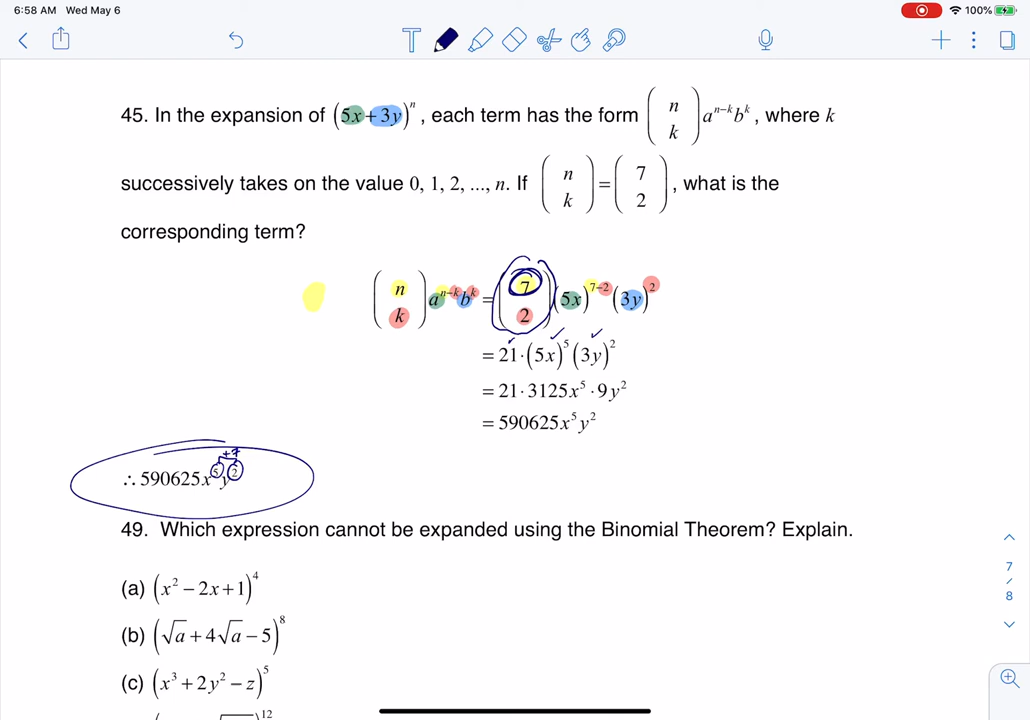 6:58 AM Wed May 6
100%
T
45. In the expansion of (5x+3y)^n, each term has the form (n k) a^{n-k}b^k, where k
successively takes on the value 0, 1, 2, ..., n. If (n k) = (7 2), what is the
corresponding term?
(n k) a^{n-k}b^k = (7 2)(5x)^{7-2}(3y)^2
= 21·(5x)^5(3y)^2
= 21·3125x^5·9y^2
= 590625x^5y^2
+7
∴ 590625x^5y^2
49. Which expression cannot be expanded using the Binomial Theorem? Explain.
(a) (x^2−2x+1)^4
(b) (√a+4√a−5)^8
(c) (x^3+2y^2−z)^5
12
7
/
8